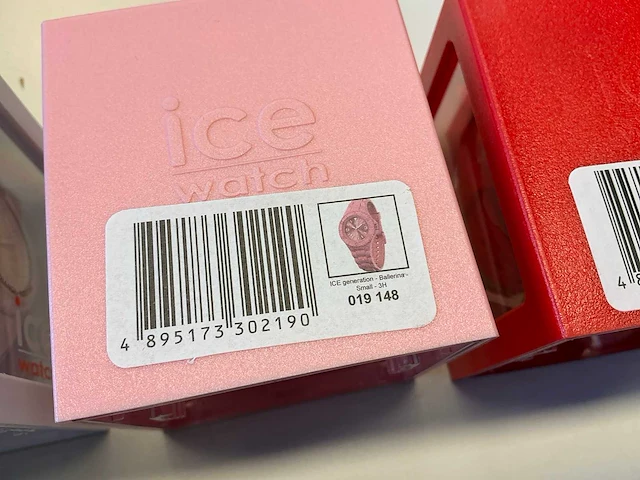 ice
watch
ICE generation - Ballerina -
Small - 3H
019 148
4 895173 302190